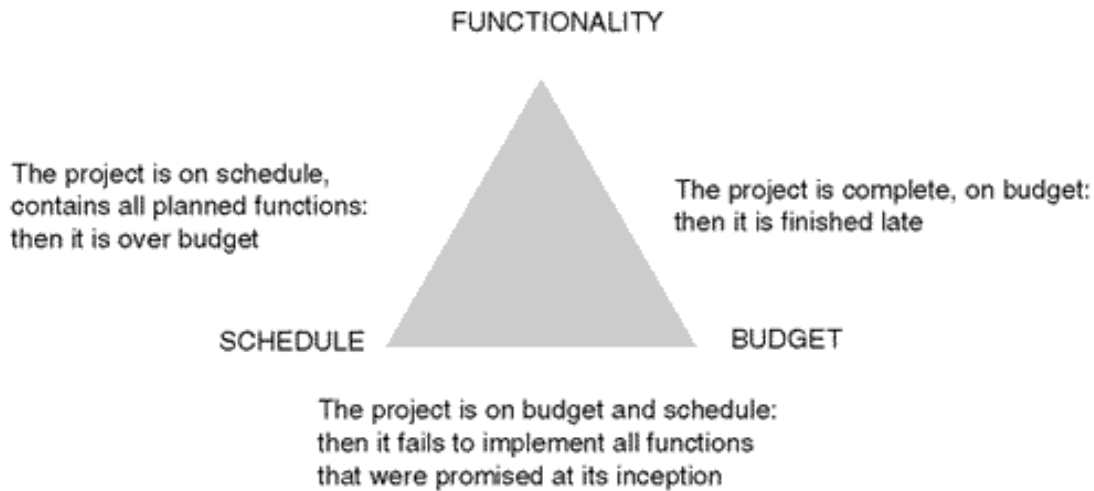 FUNCTIONALITY
The project is on schedule,
contains all planned functions:
then it is over budget
The project is complete, on budget:
then it is finished late
SCHEDULE
BUDGET
The project is on budget and schedule:
then it fails to implement all functions
that were promised at its inception